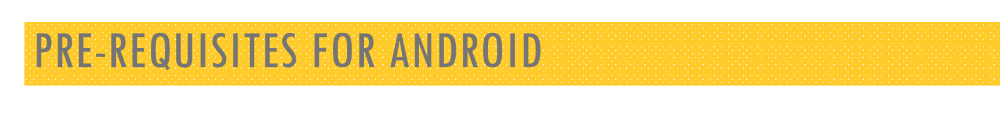 PRE-REQUISITES FOR ANDROID